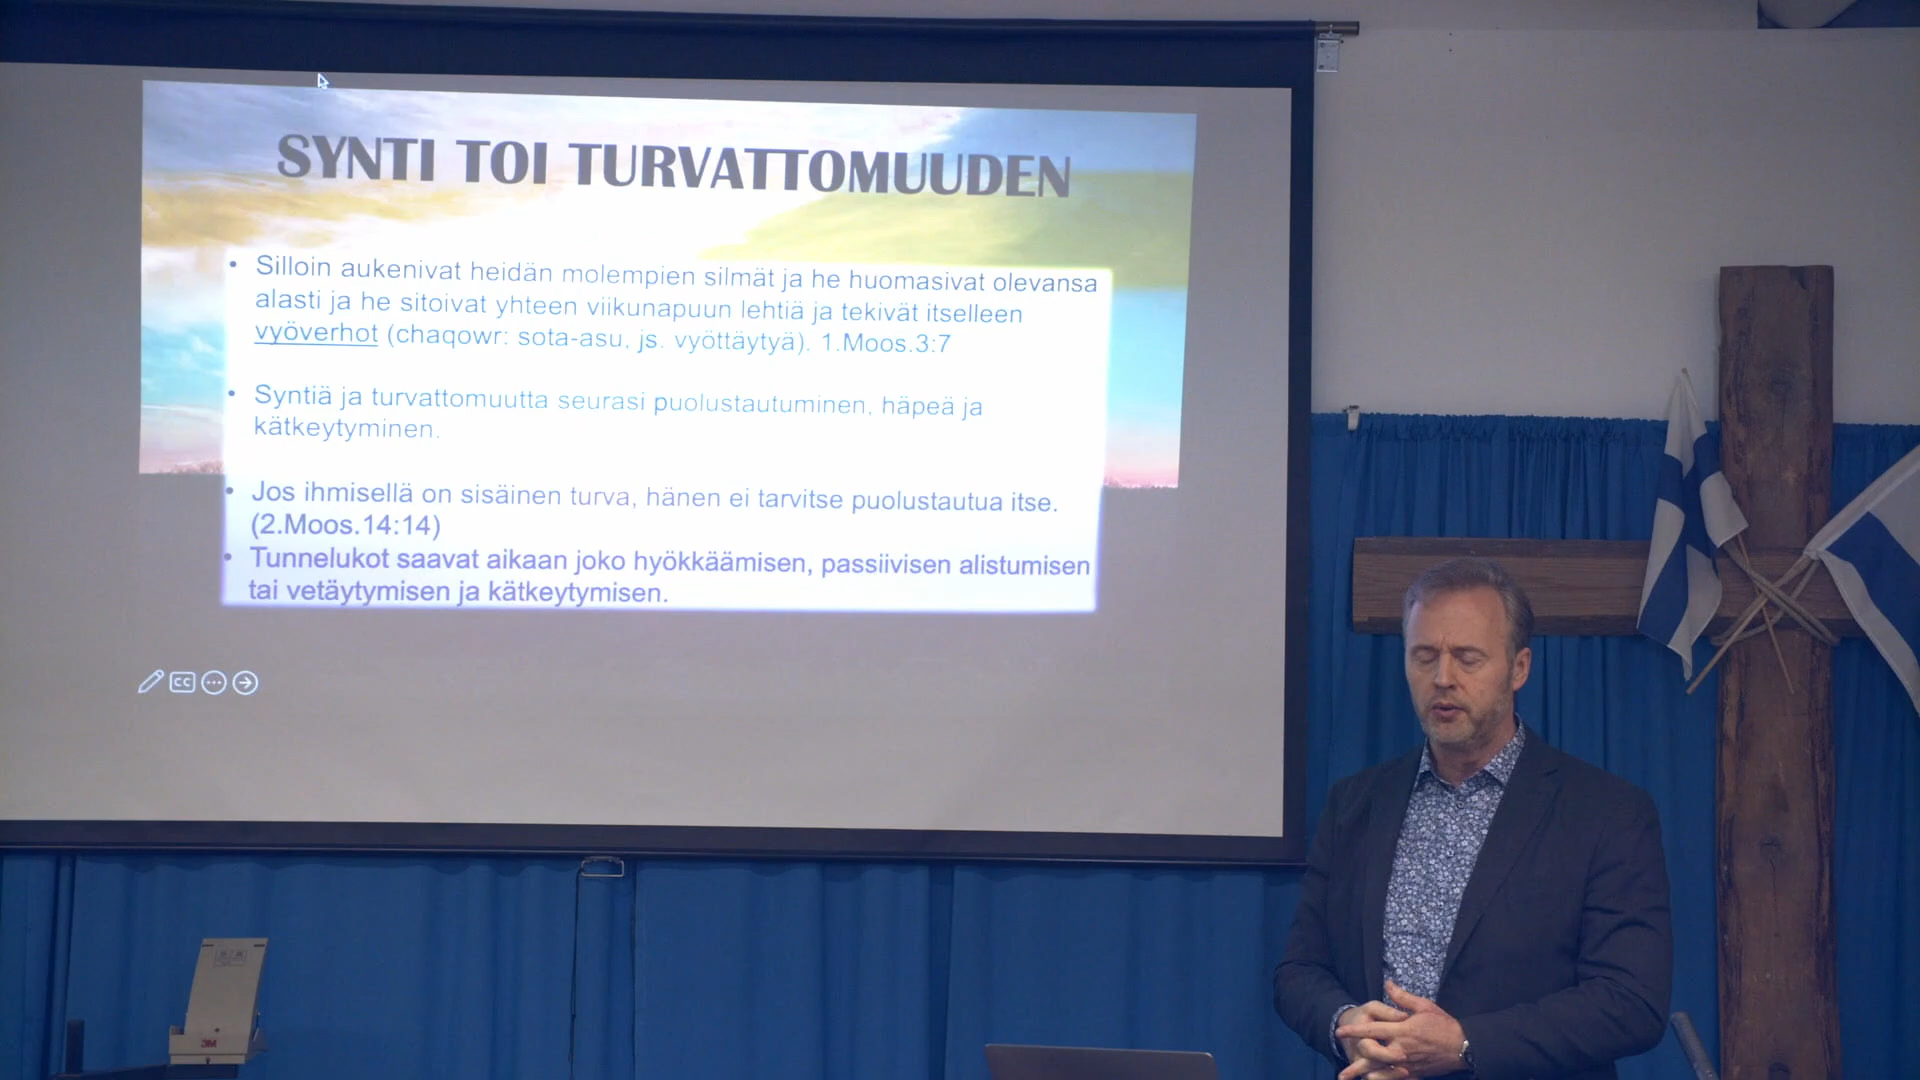 SYNTI TOI TURVATTOMUUDEN
• Silloin aukenivat heidän molempien silmät ja he huomasivat olevansa
alasti ja he sitoivat yhteen viikunapuun lehtiä ja tekivät itselleen
vyöverhot (chaqowr: sota-asu, js. vyöttäytyä). 1.Moos.3:7
• Syntiä ja turvattomuutta seurasi puolustautuminen, häpeä ja
kätkeytyminen.
• Jos ihmisellä on sisäinen turva, hänen ei tarvitse puolustautua itse.
(2.Moos.14:14)
• Tunnelukot saavat aikaan joko hyökkäämisen, passiivisen alistumisen
tai vetäytymisen ja kätkeytymisen.
CC
3M